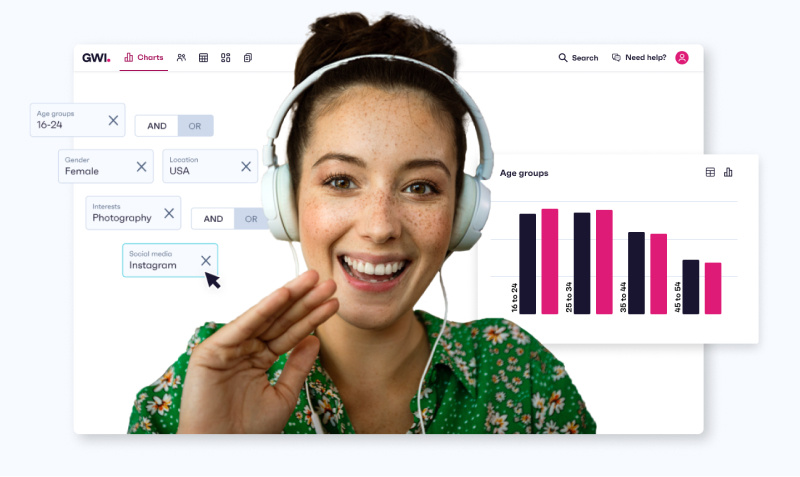 GWI.
Charts
Search
Need help?
Age groups
16-24
AND OR
Gender
Female
Location
USA
Interests
Photography
AND OR
Social media
Instagram
Age groups
16 to 24
25 to 34
35 to 44
45 to 54